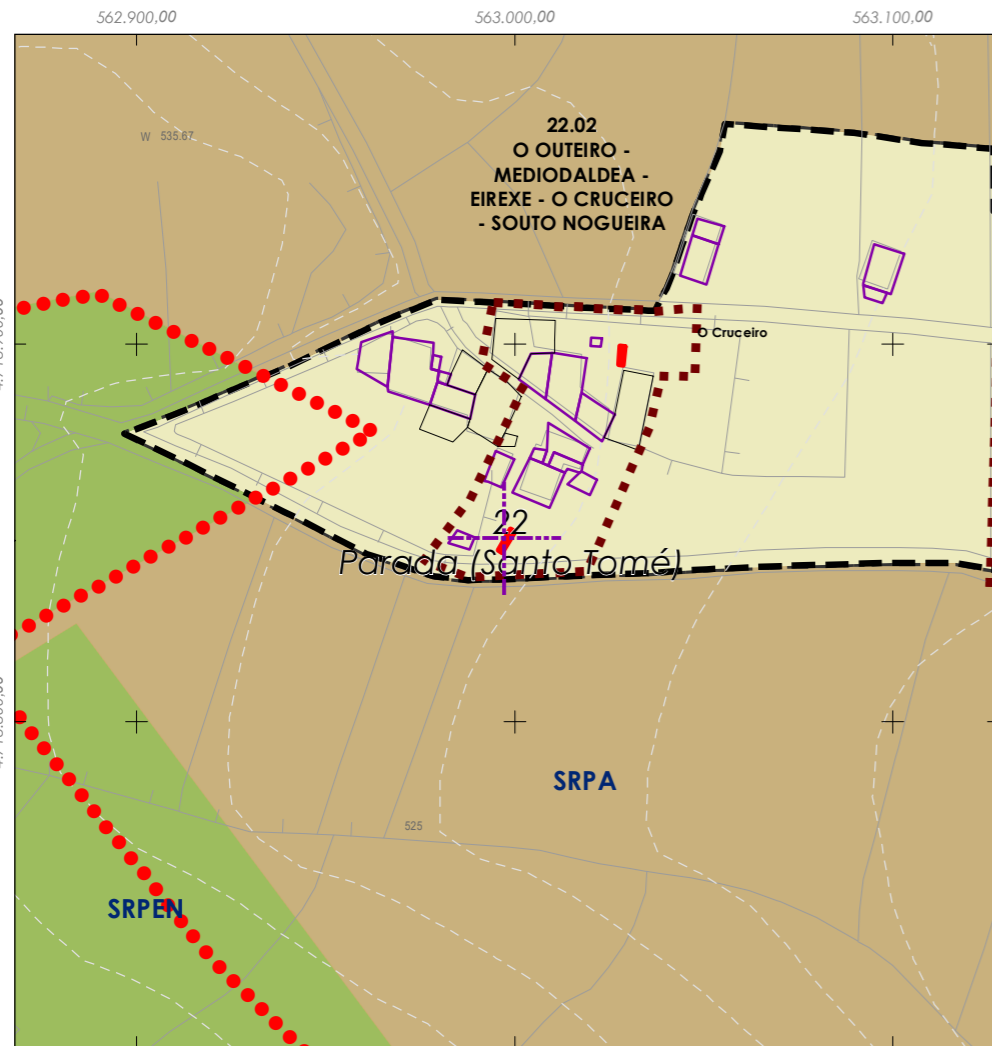 562.900,00 563.000,00 563.100,00
W 535.67
22.02
O OUTEIRO -
MEDIODALDEA -
EIREXE - O CRUCEIRO
- SOUTO NOGUEIRA
O Cruceiro
22
Parada (Santo Tomé)
SRPA
525
SRPEN